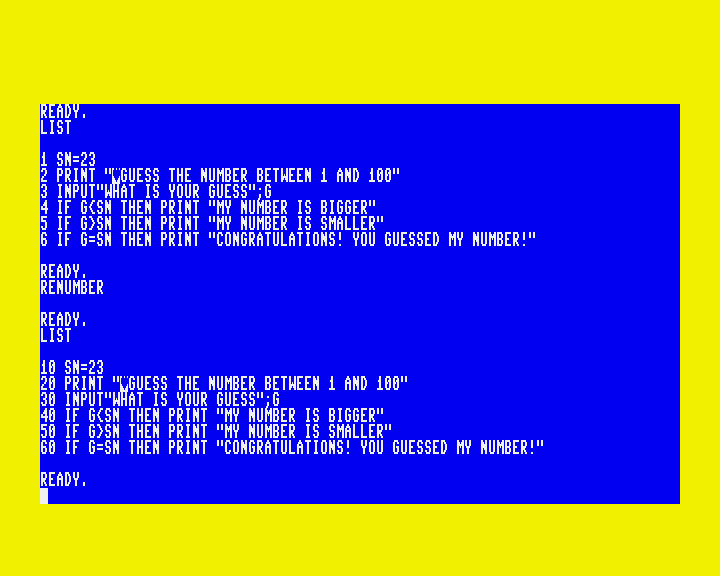 READY.
LIST
1 SN=23
2 PRINT "GUESS THE NUMBER BETWEEN 1 AND 100"
3 INPUT"WHAT IS YOUR GUESS";G
4 IF G<SN THEN PRINT "MY NUMBER IS BIGGER"
5 IF G>SN THEN PRINT "MY NUMBER IS SMALLER"
6 IF G=SN THEN PRINT "CONGRATULATIONS! YOU GUESSED MY NUMBER!"
READY.
RENUMBER
READY.
LIST
10 SN=23
20 PRINT "GUESS THE NUMBER BETWEEN 1 AND 100"
30 INPUT"WHAT IS YOUR GUESS";G
40 IF G<SN THEN PRINT "MY NUMBER IS BIGGER"
50 IF G>SN THEN PRINT "MY NUMBER IS SMALLER"
60 IF G=SN THEN PRINT "CONGRATULATIONS! YOU GUESSED MY NUMBER!"
READY.